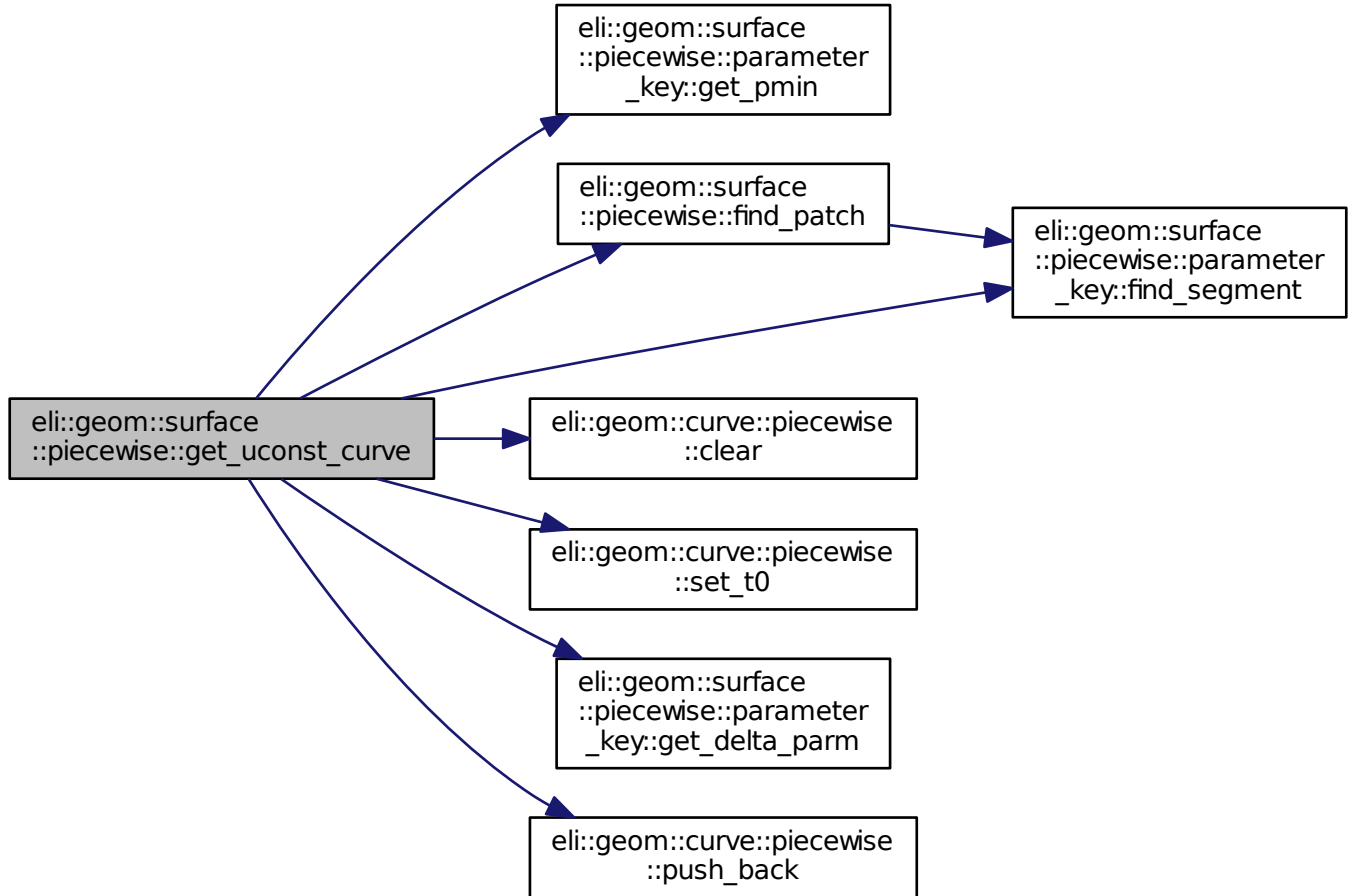 eli::geom::surface
::piecewise::parameter
_key::get_pmin
eli::geom::surface
::piecewise::find_patch
eli::geom::surface
::piecewise::parameter
_key::find_segment
eli::geom::surface
::piecewise::get_uconst_curve
eli::geom::curve::piecewise
::clear
eli::geom::curve::piecewise
::set_t0
eli::geom::surface
::piecewise::parameter
_key::get_delta_parm
eli::geom::curve::piecewise
::push_back